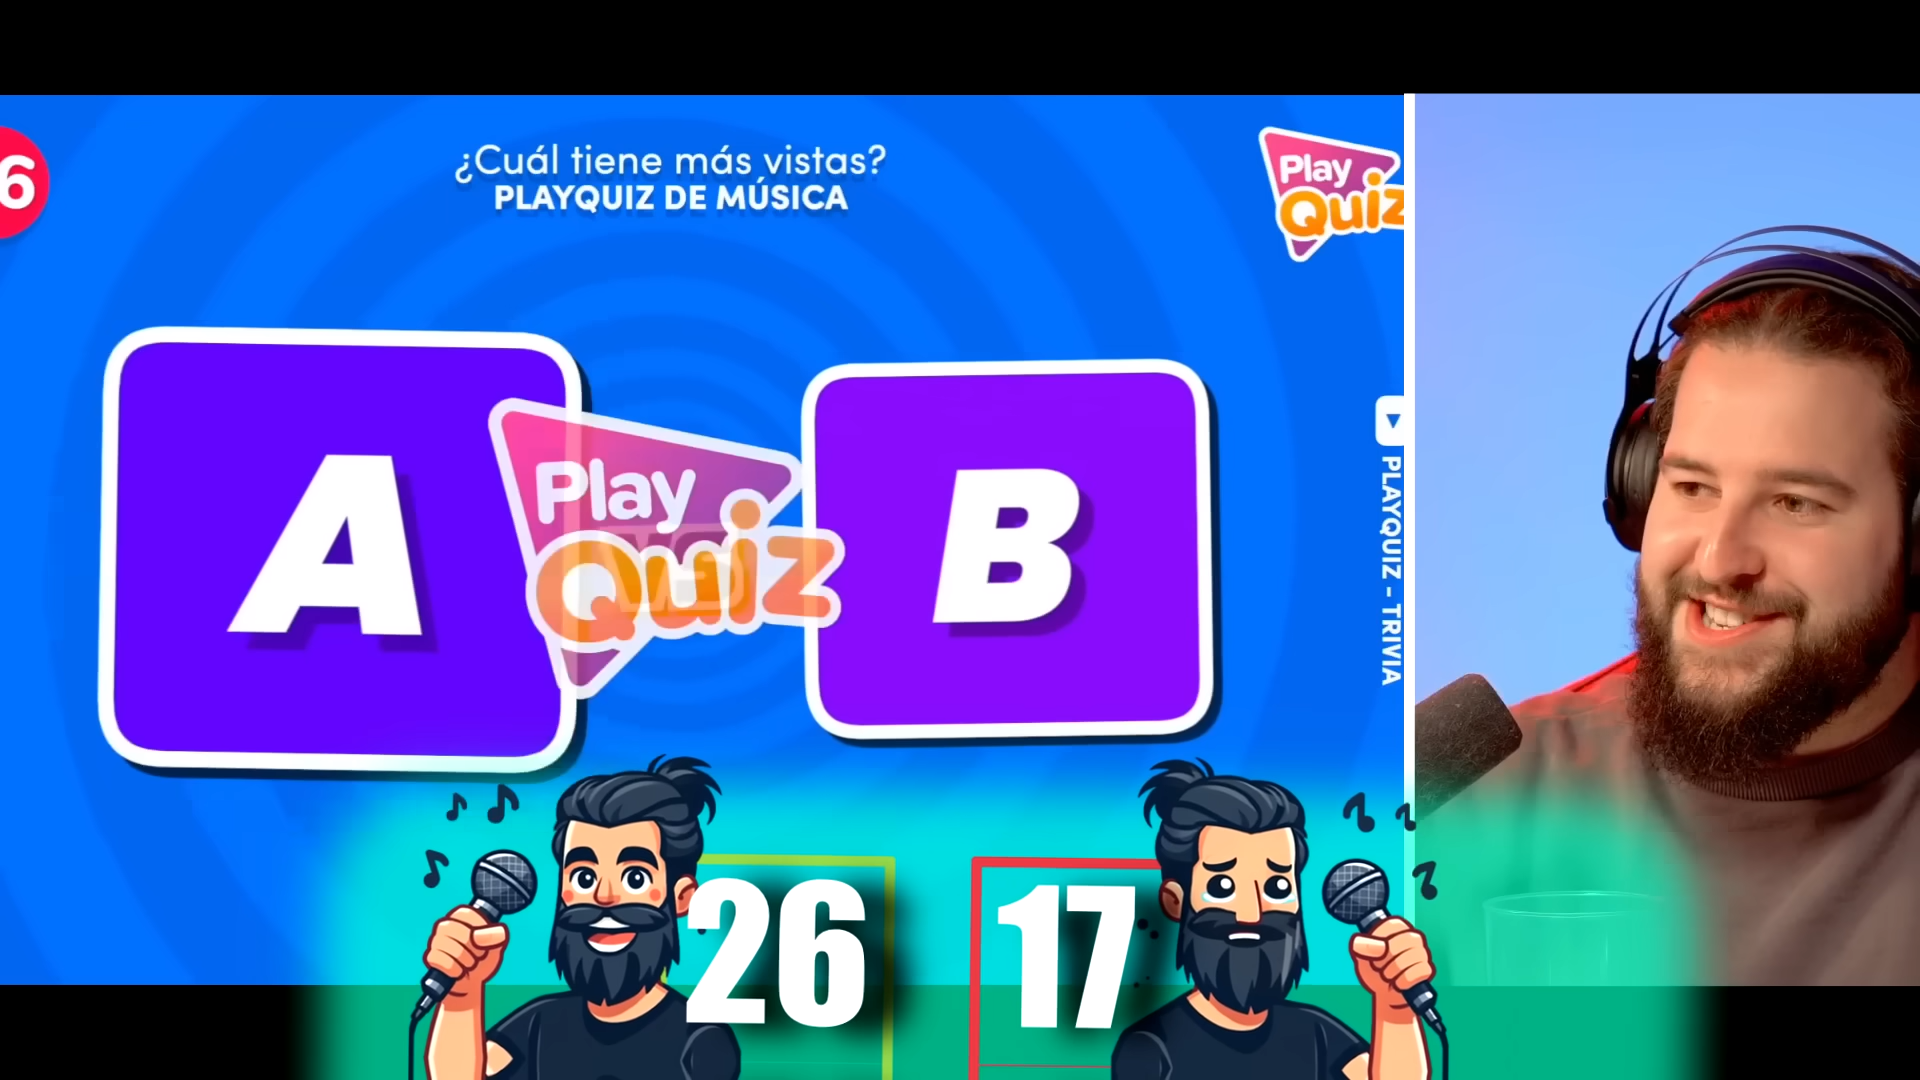 6
¿Cuál tiene más vistas?
PLAYQUIZ DE MÚSICA
Play
Quiz
A
Play
Quiz
B
PLAYQUIZ - TRIVIA
26
17